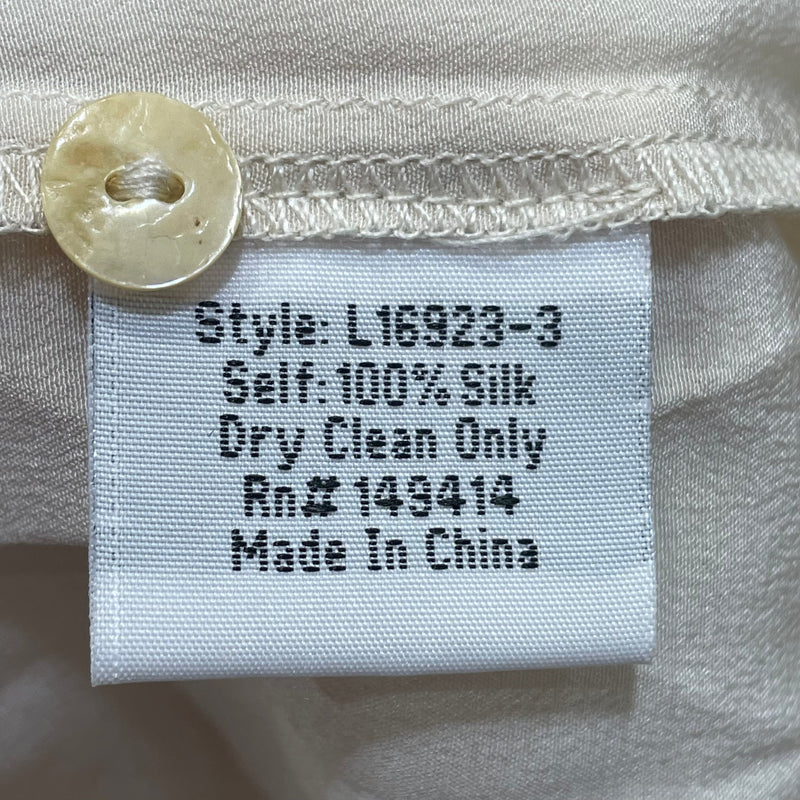 Style: L16923-3
Self: 100% Silk
Dry Clean Only
Rn# 149414
Made In China